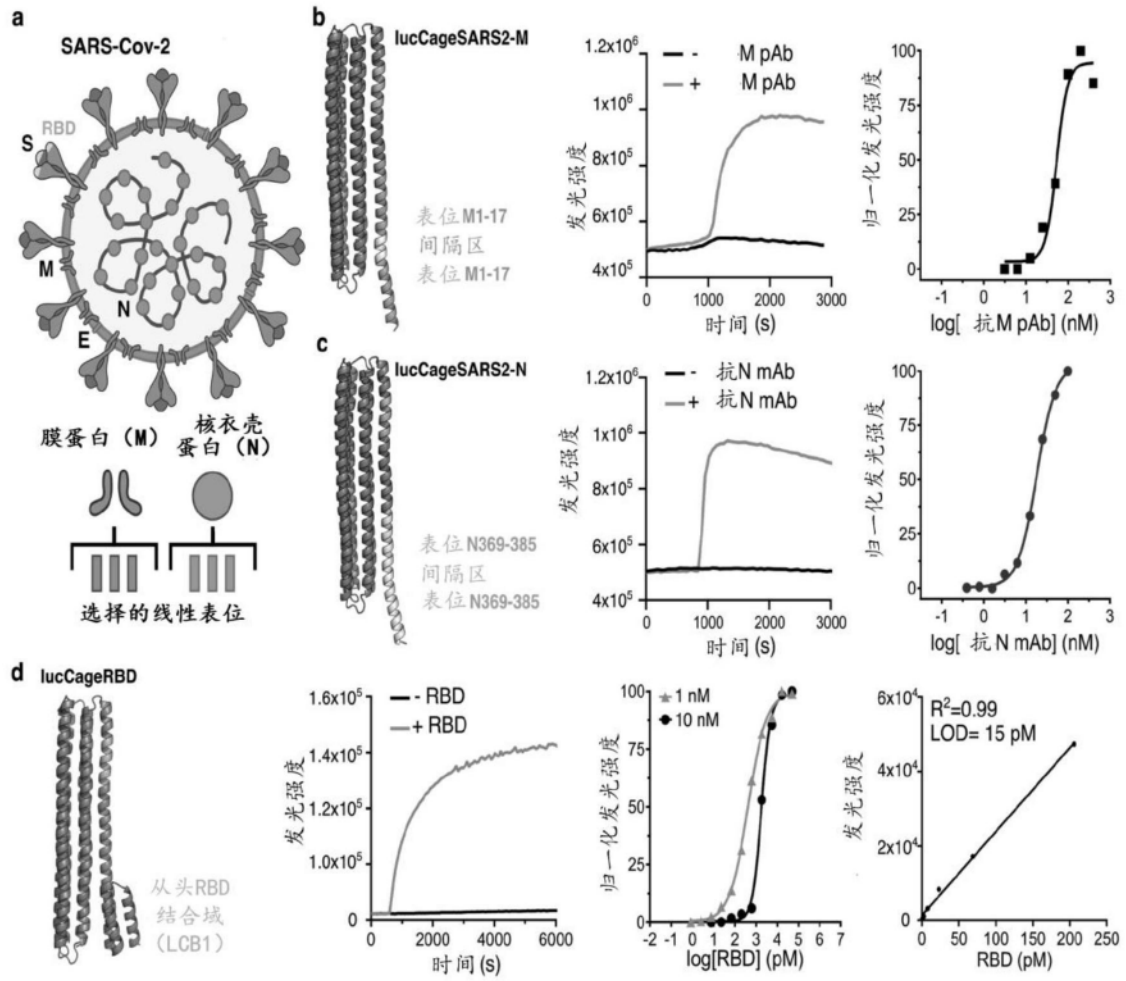 a
SARS-Cov-2
RBD
S
M
N
E
膜蛋白（M）
核衣壳
蛋白（N）
选择的线性表位
b
lucCageSARS2-M
表位M1-17
间隔区
表位M1-17
- M pAb
+ M pAb
发光强度
1.2x10⁶
1x10⁶
8x10⁵
6x10⁵
4x10⁵
0 1000 2000 3000
时间 (s)
归一化发光强度
100
75
50
25
0
-1 0 1 2 3
log[ 抗M pAb] (nM)
c
lucCageSARS2-N
表位N369-385
间隔区
表位N369-385
- 抗N mAb
+ 抗N mAb
发光强度
1.2x10⁶
1x10⁶
8x10⁵
6x10⁵
4x10⁵
0 1000 2000 3000
时间 (s)
归一化发光强度
100
75
50
25
0
-1 0 1 2 3
log[ 抗N mAb] (nM)
d
lucCageRBD
从头RBD
结合域
(LCB1)
- RBD
+ RBD
发光强度
1.6x10⁵
1.4x10⁵
1.2x10⁵
1.0x10⁵
0
0 2000 4000 6000
时间 (s)
1 nM
10 nM
归一化发光强度
100
75
50
25
0
-2 -1 0 1 2 3 4 5 6 7
log[RBD] (pM)
R²=0.99
LOD= 15 pM
发光强度
6x10⁴
4x10⁴
2x10⁴
0
0 50 100 150 200 250
RBD (pM)